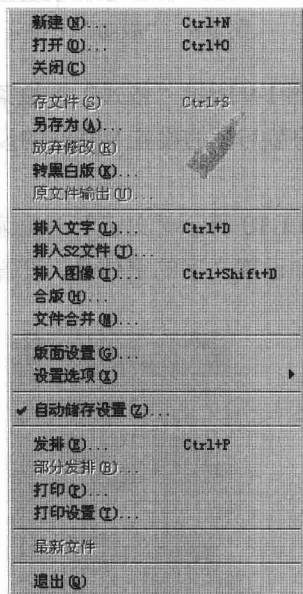 新建(N)... Ctrl+N
打开(O)... Ctrl+O
关闭(C)
存文件(S) Ctrl+S
另存为(A)...
放弃修改(R)
转黑白版(K)...
原文件输出(U)...
排入文字(L)... Ctrl+D
排入S2文件(J)...
排入图像(I)... Ctrl+Shift+D
合版(H)...
文件合并(M)...
版面设置(G)...
设置选项(X)
✓ 自动储存设置(Z)...
发排(E)... Ctrl+P
部分发排(B)...
打印(P)...
打印设置(T)...
最新文件
退出(Q)